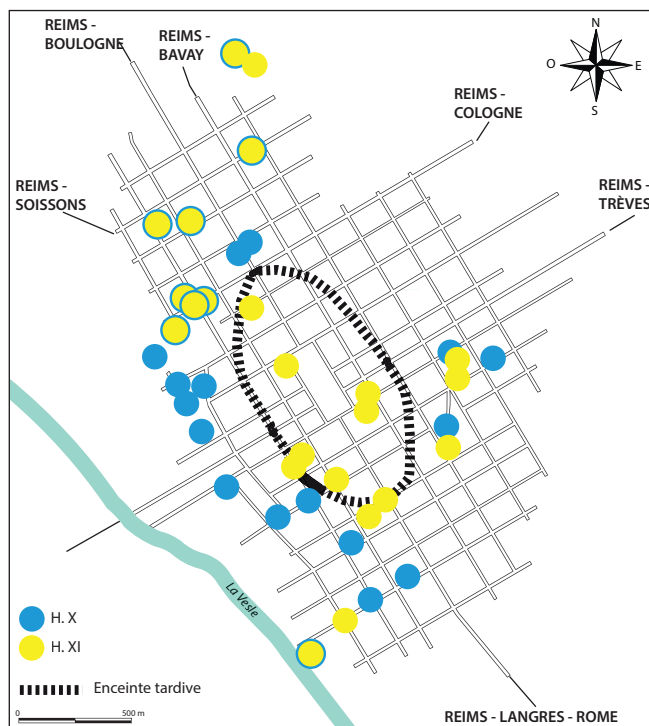 REIMS -
BOULOGNE
REIMS -
BAVAY
N
O
E
S
REIMS -
COLOGNE
REIMS -
SOISSONS
REIMS-
TRÈVES
La Vesle
H. X
H. XI
Enceinte tardive
0
500 m
REIMS - LANGRES - ROME